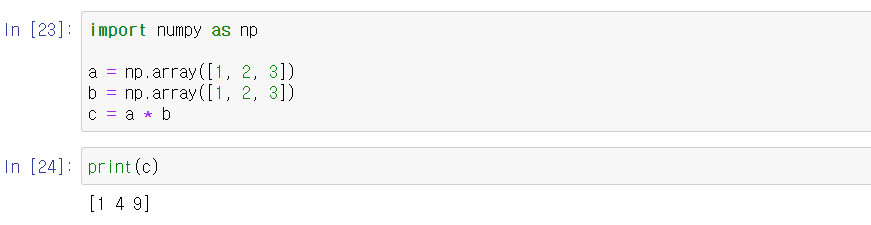 In [23]: import numpy as np
a = np.array([1, 2, 3])
b = np.array([1, 2, 3])
c = a * b
In [24]: print(c)
[1 4 9]